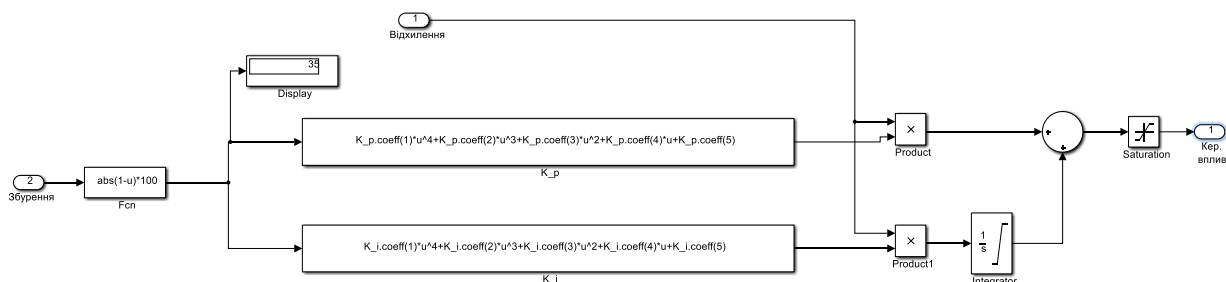 1
Відхилення
35
Display
K_p.coeff(1)*u^4+K_p.coeff(2)*u^3+K_p.coeff(3)*u^2+K_p.coeff(4)*u+K_p.coeff(5)
K_p
×
Product
Saturation
1
Кер.
вплив
2
Збурення
abs(1-u)*100
Fcn
K_i.coeff(1)*u^4+K_i.coeff(2)*u^3+K_i.coeff(3)*u^2+K_i.coeff(4)*u+K_i.coeff(5)
K_i
×
Product1
1
s
Integrator